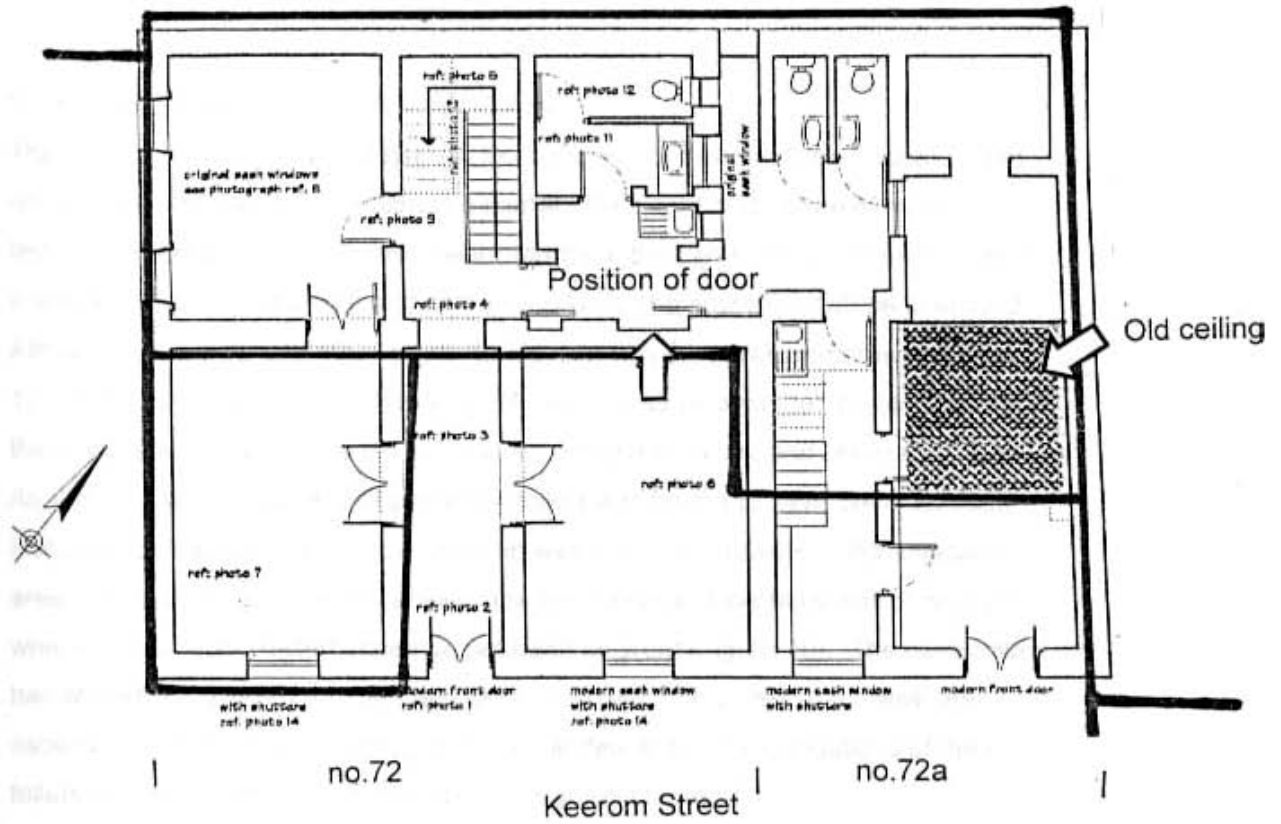 ref: photo 5
ref: photo 12
ref: photo 11
original sash windows
see photograph ref: 8
original
sash window
ref: photo 9
Position of door
ref: photo 4
Old ceiling
ref: photo 3
ref: photo 6
ref: photo 7
ref: photo 2
with shutters
ref: photo 14
modern front door
ref: photo 1
modern sash window
with shutters
ref: photo 14
modern sash window
with shutters
modern front door
no.72
no.72a
Keerom Street